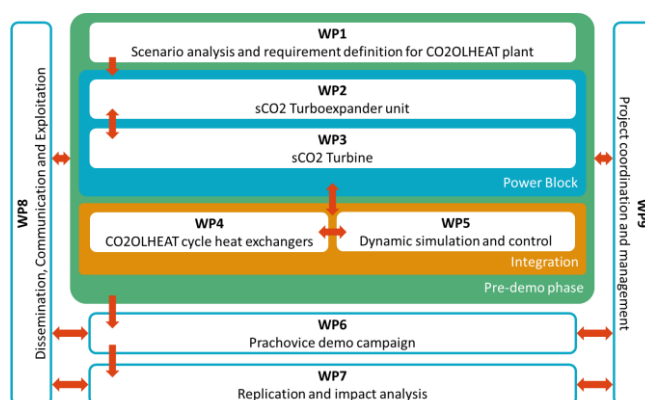 WP1
Scenario analysis and requirement definition for CO2OLHEAT plant
WP2
sCO2 Turboexpander unit
WP3
sCO2 Turbine
Power Block
WP4
CO2OLHEAT cycle heat exchangers
WP5
Dynamic simulation and control
Integration
Pre-demo phase
WP6
Prachovice demo campaign
WP7
Replication and impact analysis
WP8
Dissemination, Communication and Exploitation
WP9
Project coordination and management